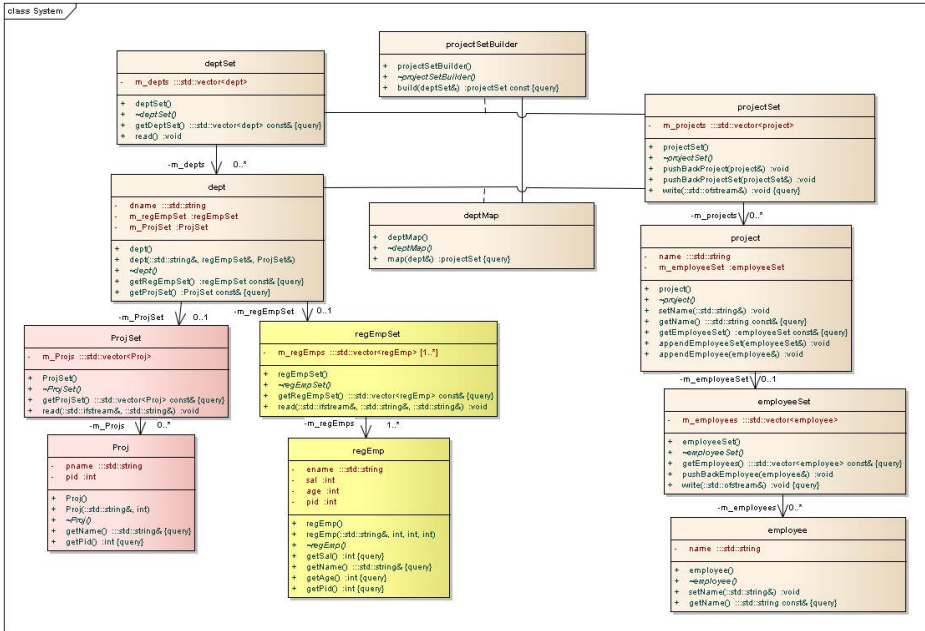 class System
deptSet
- m_depts :::std::vector<dept>
+ deptSet()
+ ~deptSet()
+ getDeptSet() :::std::vector<dept> const& {query}
+ read() :void
-m_depts 0..*
dept
- dname :::std::string
- m_regEmpSet :regEmpSet
- m_ProjSet :ProjSet
+ dept()
+ dept(::std::string&, regEmpSet&, ProjSet&)
+ ~dept()
+ getRegEmpSet() :regEmpSet const& {query}
+ getProjSet() :ProjSet const& {query}
-m_ProjSet 0..1
-m_regEmpSet 0..1
ProjSet
- m_Projs :::std::vector<Proj>
+ ProjSet()
+ ~ProjSet()
+ getProjSet() :::std::vector<Proj> const& {query}
+ read(::std::ifstream&, ::std::string&) :void
-m_Projs 0..*
Proj
- pname :::std::string
- pid :int
+ Proj()
+ Proj(::std::string&, int)
+ ~Proj()
+ getName() :::std::string& {query}
+ getPid() :int {query}
regEmpSet
- m_regEmps :::std::vector<regEmp> [1..*]
+ regEmpSet()
+ ~regEmpSet()
+ getRegEmpSet() :::std::vector<regEmp> const& {query}
+ read(::std::ifstream&, ::std::string&, ::std::string&) :void
-m_regEmps 1..*
regEmp
- ename :::std::string
- sal :int
- age :int
- pid :int
+ regEmp()
+ regEmp(::std::string&, int, int, int)
+ ~regEmp()
+ getSal() :int {query}
+ getName() :::std::string& {query}
+ getAge() :int {query}
+ getPid() :int {query}
projectSetBuilder
+ projectSetBuilder()
+ ~projectSetBuilder()
+ build(deptSet&) :projectSet const {query}
deptMap
+ deptMap()
+ ~deptMap()
+ map(dept&) :projectSet {query}
projectSet
- m_projects :::std::vector<project>
+ projectSet()
+ ~projectSet()
+ pushBackProject(project&) :void
+ pushBackProjectSet(projectSet&) :void
+ write(::std::ofstream&) :void {query}
-m_projects 0..*
project
- name :::std::string
- m_employeeSet :employeeSet
+ project()
+ ~project()
+ setName(::std::string&) :void
+ getName() :::std::string const& {query}
+ getEmployeeSet() :employeeSet const& {query}
+ appendEmployeeSet(employeeSet&) :void
+ appendEmployee(employee&) :void
-m_employeeSet 0..1
employeeSet
- m_employees :::std::vector<employee>
+ employeeSet()
+ ~employeeSet()
+ getEmployees() :::std::vector<employee> const& {query}
+ pushBackEmployee(employee&) :void
+ write(::std::ofstream&) :void {query}
-m_employees 0..*
employee
- name :::std::string
+ employee()
+ ~employee()
+ setName(::std::string&) :void
+ getName() :::std::string const& {query}